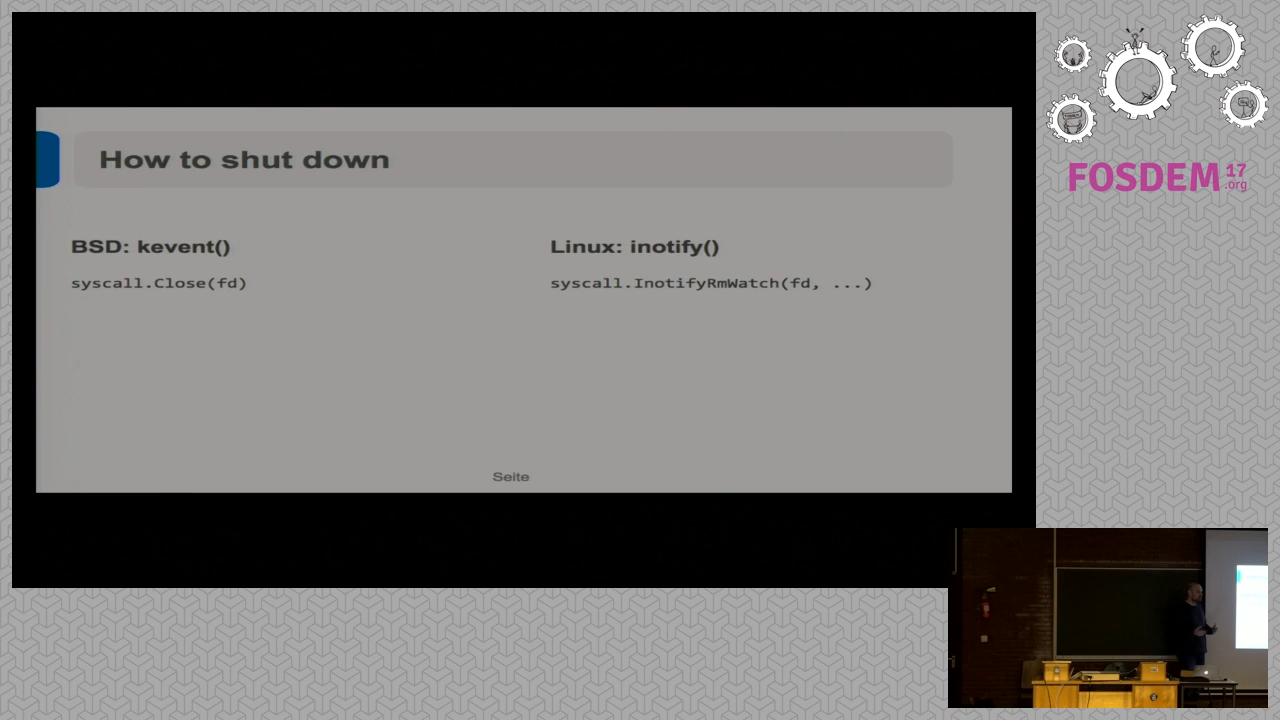 How to shut down
BSD: kevent()
syscall.Close(fd)
Linux: inotify()
syscall.InotifyRmWatch(fd, ...)
Seite
FOSDEM 17
.org